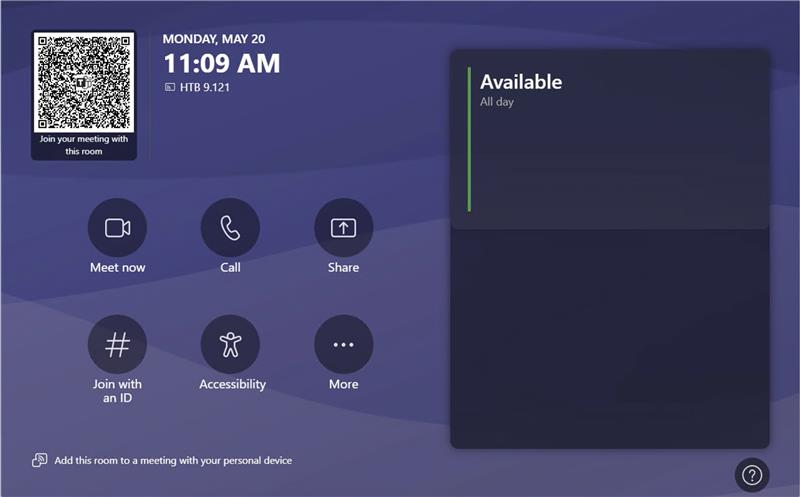 MONDAY, MAY 20
11:09 AM
HTB 9.121
Join your meeting with
this room
Available
All day
Meet now
Call
Share
Join with
an ID
Accessibility
More
Add this room to a meeting with your personal device